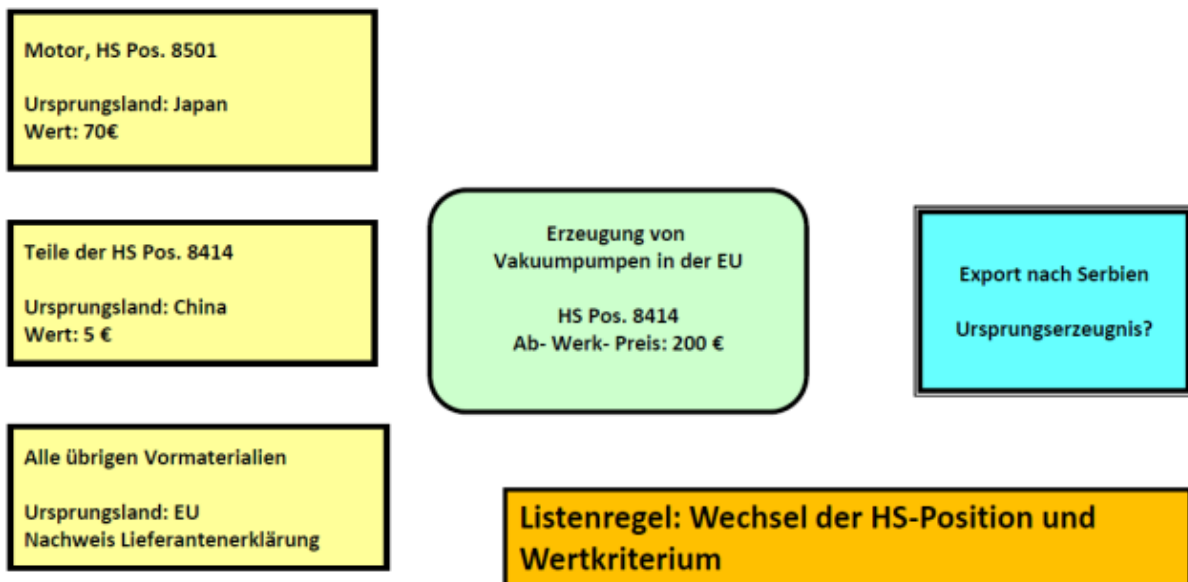 Motor, HS Pos. 8501
Ursprungsland: Japan
Wert: 70€
Teile der HS Pos. 8414
Ursprungsland: China
Wert: 5 €
Alle übrigen Vormaterialien
Ursprungsland: EU
Nachweis Lieferantenerklärung
Erzeugung von
Vakuumpumpen in der EU
HS Pos. 8414
Ab- Werk- Preis: 200 €
Export nach Serbien
Ursprungserzeugnis?
Listenregel: Wechsel der HS-Position und
Wertkriterium